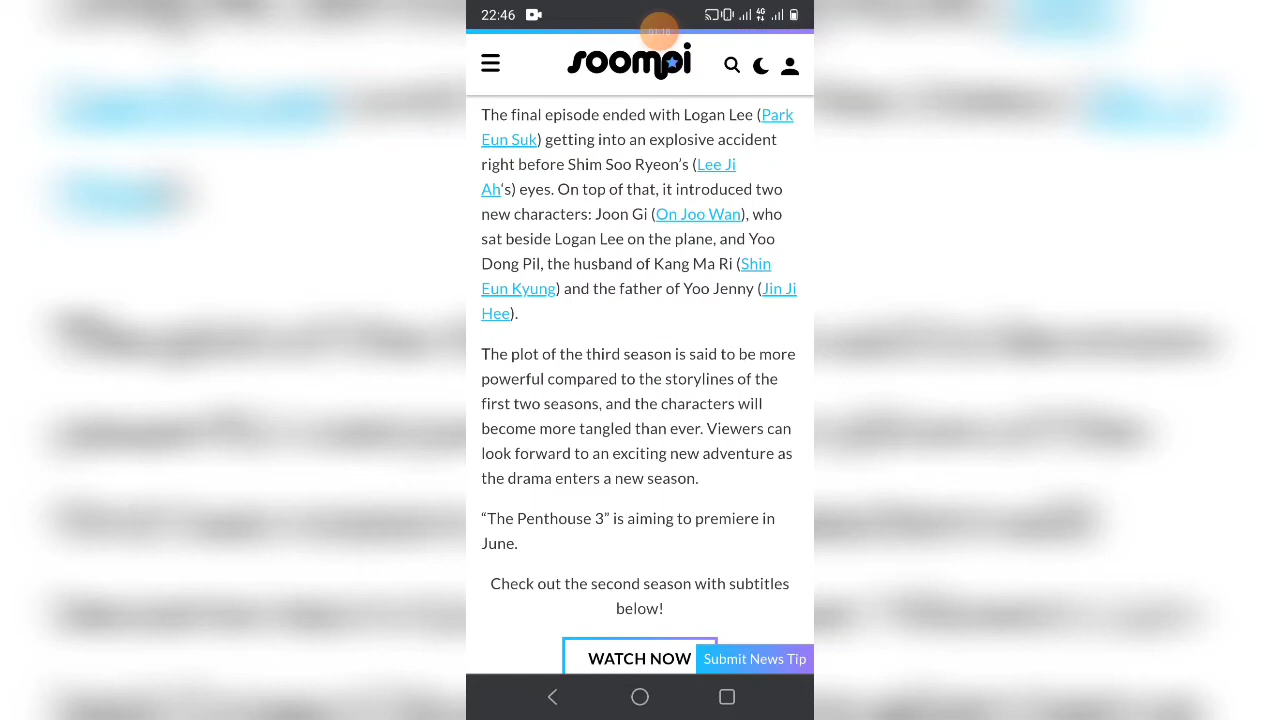 22:46
01:18
4G
soompi
The final episode ended with Logan Lee (Park
Eun Suk) getting into an explosive accident
right before Shim Soo Ryeon’s (Lee Ji
Ah‘s) eyes. On top of that, it introduced two
new characters: Joon Gi (On Joo Wan), who
sat beside Logan Lee on the plane, and Yoo
Dong Pil, the husband of Kang Ma Ri (Shin
Eun Kyung) and the father of Yoo Jenny (Jin Ji
Hee).
The plot of the third season is said to be more
powerful compared to the storylines of the
first two seasons, and the characters will
become more tangled than ever. Viewers can
look forward to an exciting new adventure as
the drama enters a new season.
“The Penthouse 3” is aiming to premiere in
June.
Check out the second season with subtitles
below!
WATCH NOW
Submit News Tip